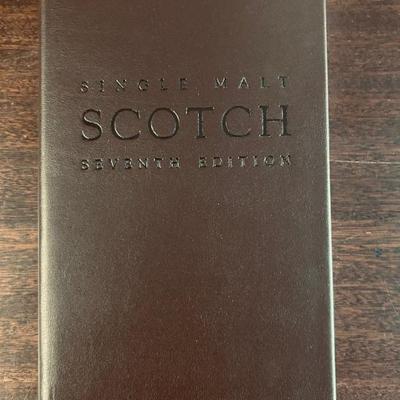 SINGLE MALT
SCOTCH
SEVENTH EDITION